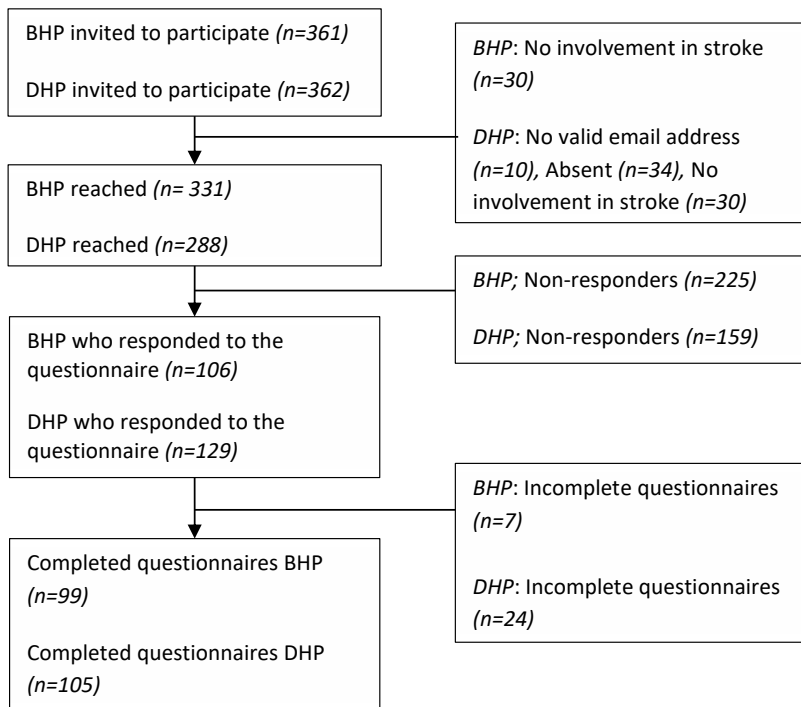 BHP invited to participate (n=361)
DHP invited to participate (n=362)
BHP: No involvement in stroke
(n=30)
DHP: No valid email address
(n=10), Absent (n=34), No
involvement in stroke (n=30)
BHP reached (n= 331)
DHP reached (n=288)
BHP; Non-responders (n=225)
DHP; Non-responders (n=159)
BHP who responded to the
questionnaire (n=106)
DHP who responded to the
questionnaire (n=129)
BHP: Incomplete questionnaires
(n=7)
DHP: Incomplete questionnaires
(n=24)
Completed questionnaires BHP
(n=99)
Completed questionnaires DHP
(n=105)